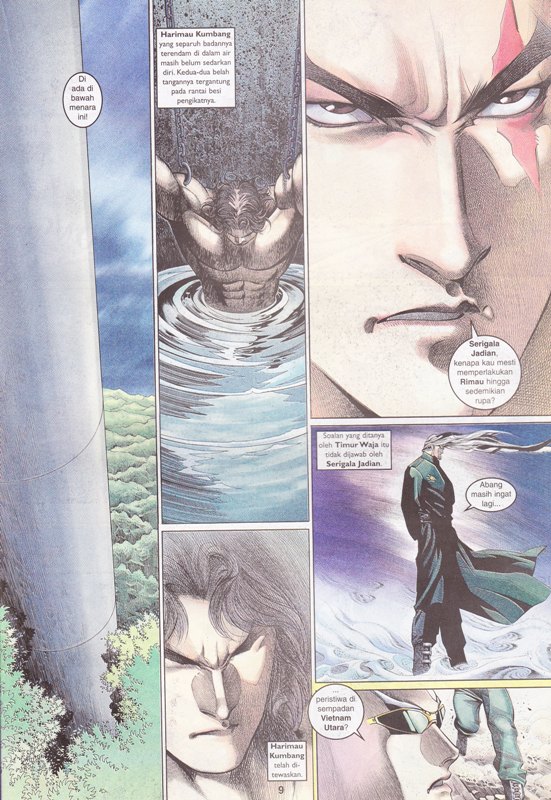 Di
ada di
bawah
menara
ini!
Harimau Kumbang
yang separuh badannya
terendam di dalam air
masih belum sedarkan
diri. Kedua-dua belah
tangannya tergantung
pada rantai besi
pengikatnya.
Serigala
Jadian,
kenapa kau mesti
memperlakukan
Rimau hingga
sedemikian
rupa?
Soalan yang ditanya
oleh Timur Waja itu
tidak dijawab oleh
Serigala Jadian.
Abang
masih ingat
lagi...
Harimau
Kumbang
telah di-
tewaskan.
...
peristiwa di
sempadan
Vietnam
Utara?
9